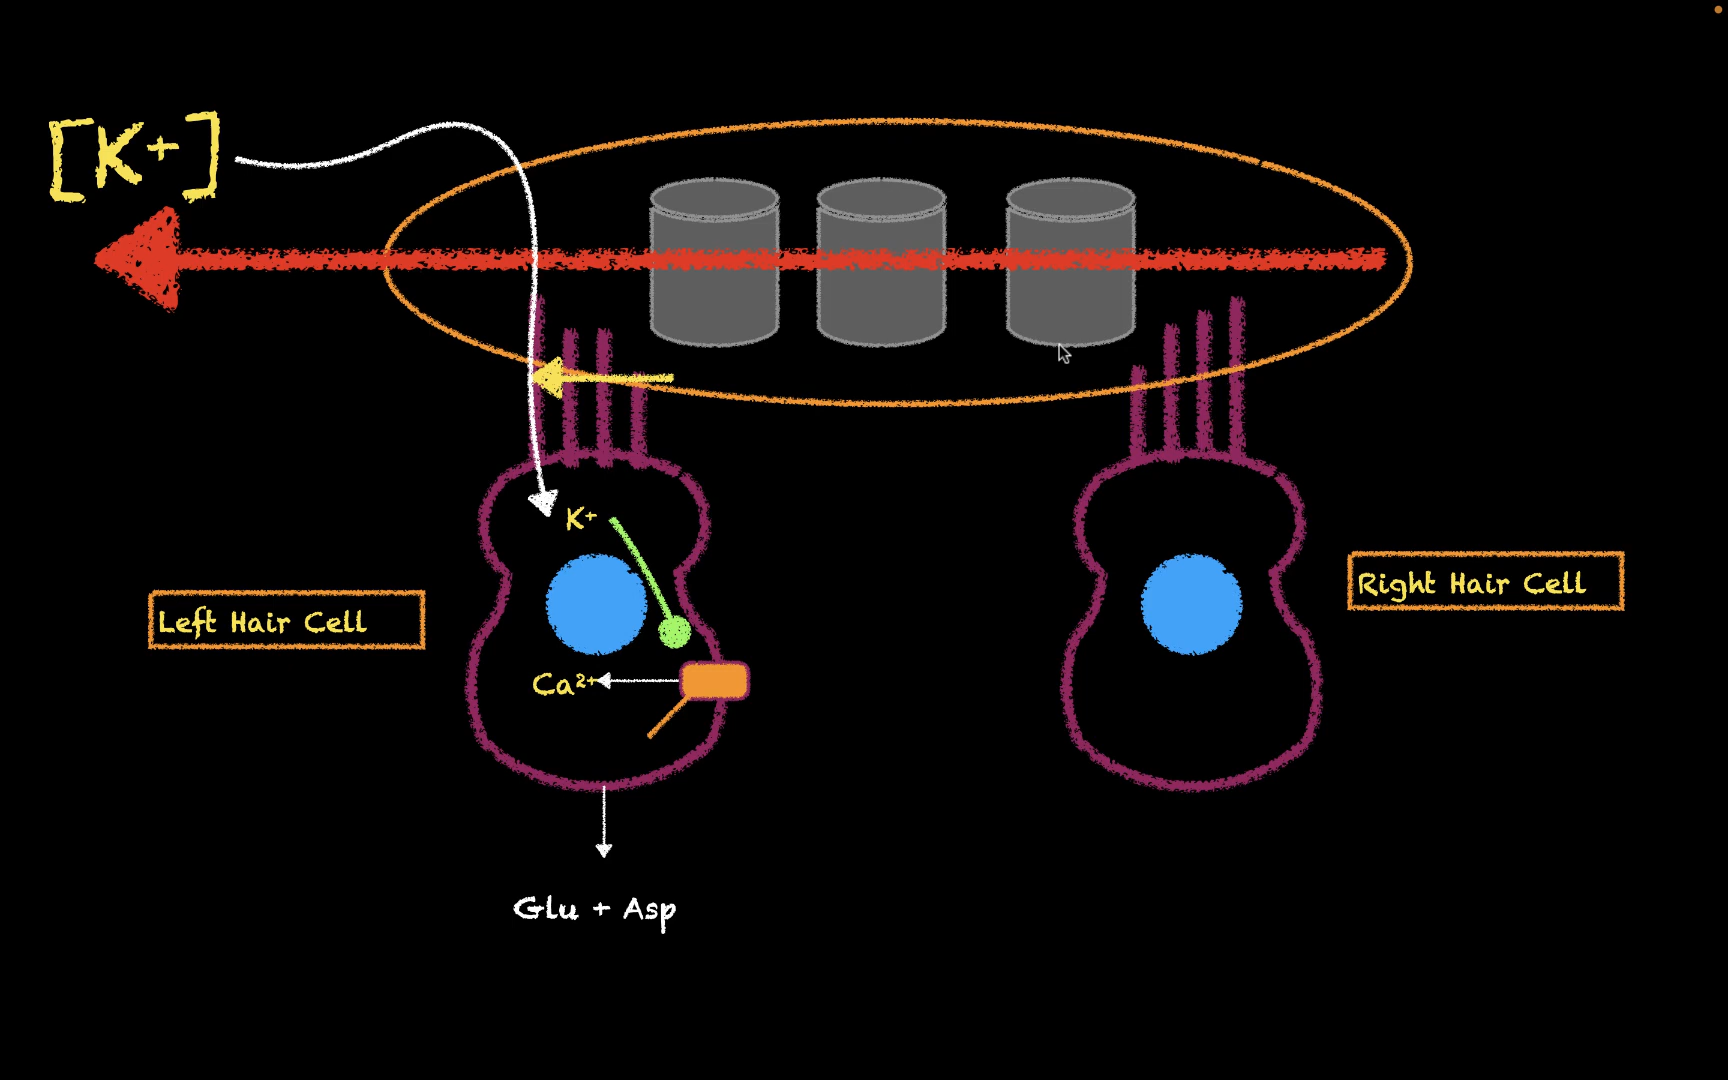 [K⁺]
K⁺
Left Hair Cell
Right Hair Cell
Ca²⁺
Glu + Asp